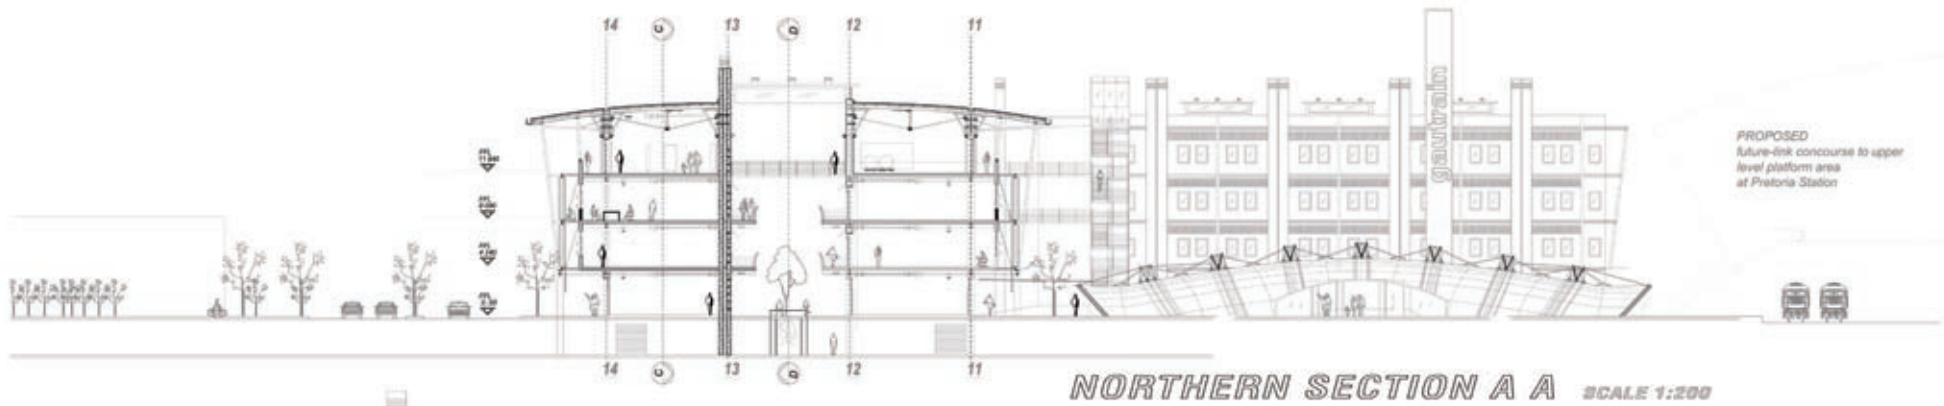 14
C
13
D
12
11
gautrain
PROPOSED
future-link concourse to upper
level platform area
at Pretoria Station
14
C
13
D
12
11
NORTHERN SECTION A A SCALE 1:200